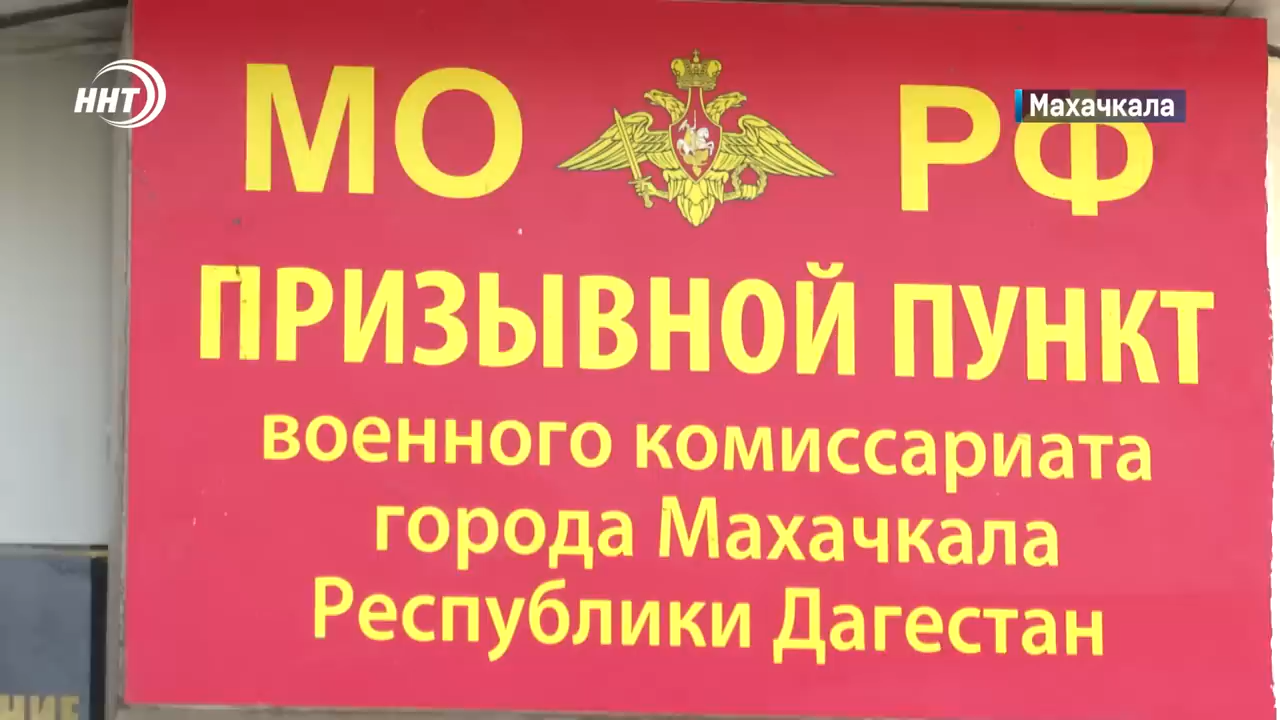 ННТ
Махачкала
МО РФ
ПРИЗЫВНОЙ ПУНКТ
военного комиссариата
города Махачкала
Республики Дагестан